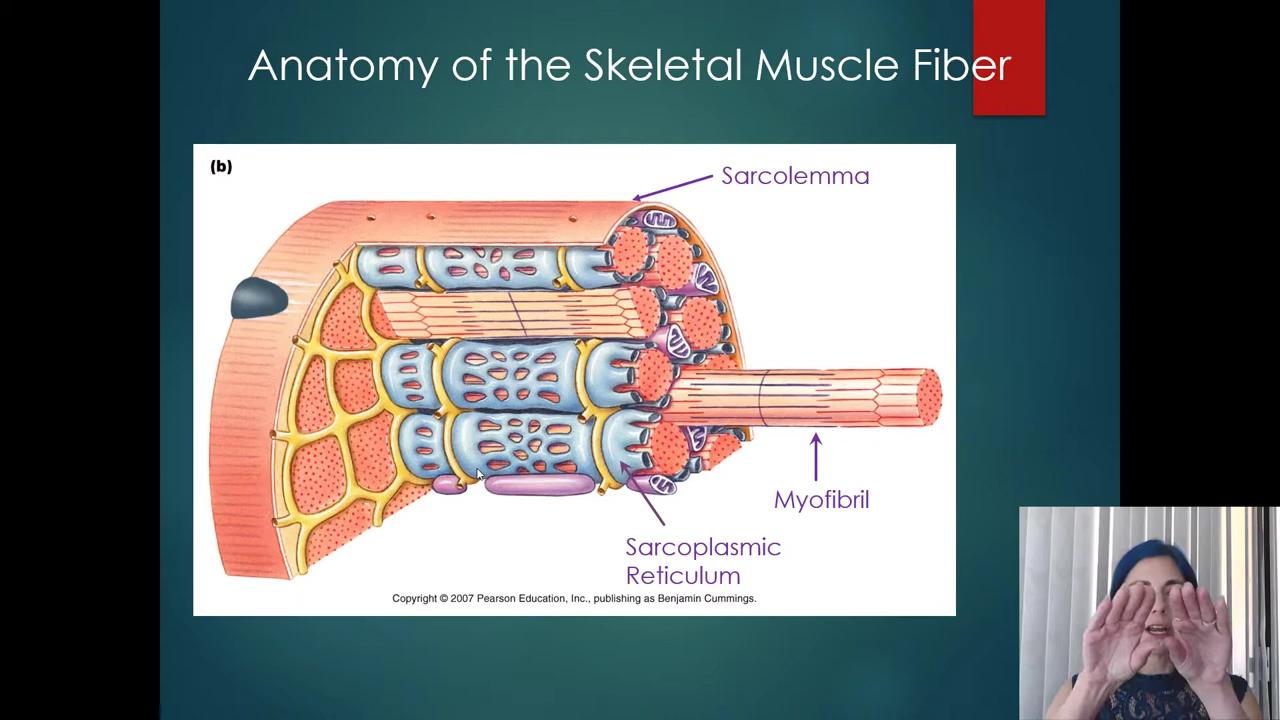 Anatomy of the Skeletal Muscle Fiber
(b)
Sarcolemma
Myofibril
Sarcoplasmic
Reticulum
Copyright © 2007 Pearson Education, Inc., publishing as Benjamin Cummings.